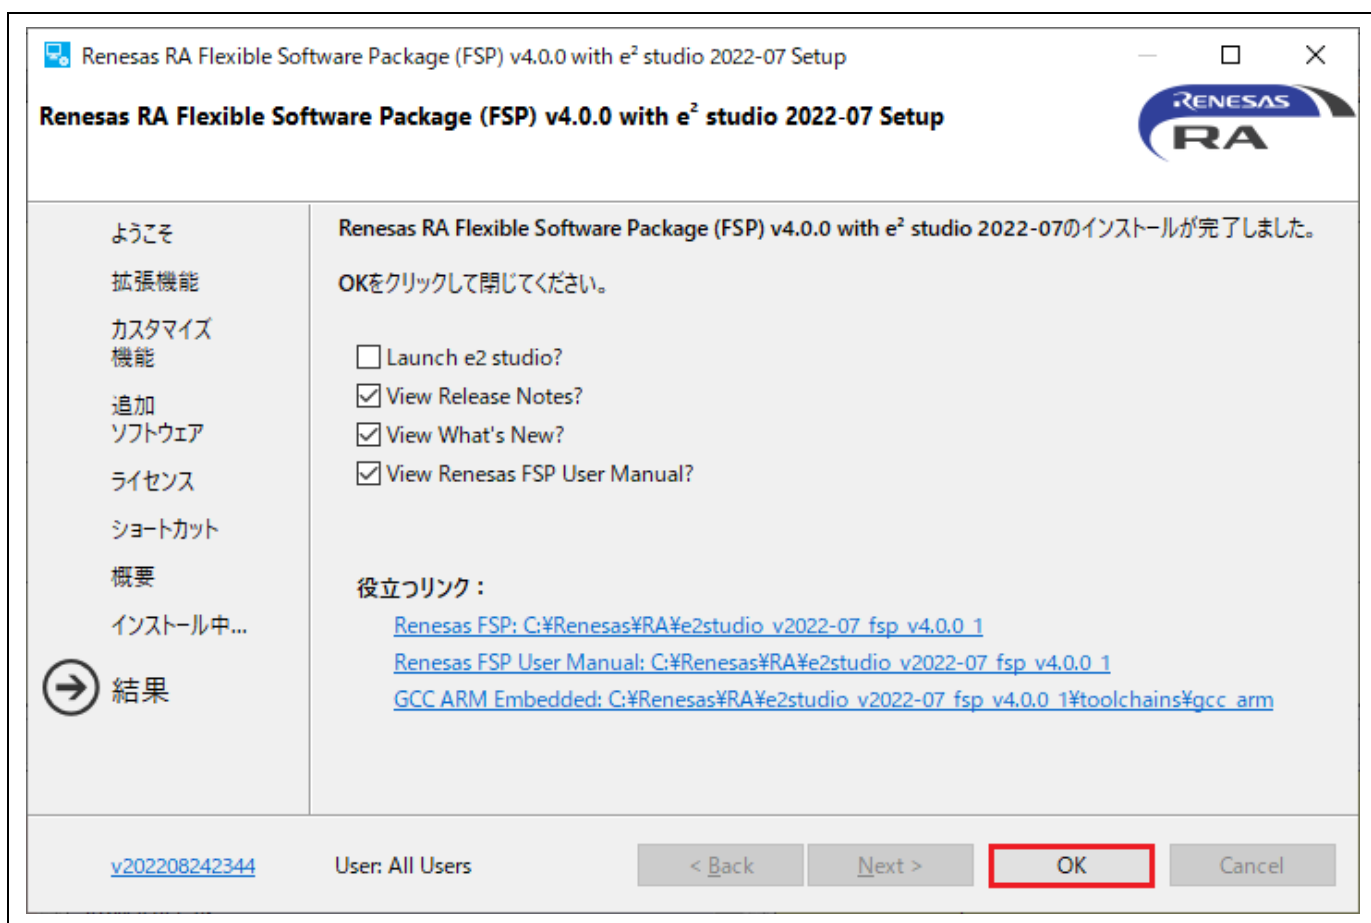 Renesas RA Flexible Software Package (FSP) v4.0.0 with e² studio 2022-07 Setup
Renesas RA Flexible Software Package (FSP) v4.0.0 with e² studio 2022-07 Setup
RENESAS
RA
ようこそ
拡張機能
カスタマイズ
機能
追加
ソフトウェア
ライセンス
ショートカット
概要
インストール中...
結果
Renesas RA Flexible Software Package (FSP) v4.0.0 with e² studio 2022-07のインストールが完了しました。
OKをクリックして閉じてください。
Launch e2 studio?
View Release Notes?
View What's New?
View Renesas FSP User Manual?
役立つリンク：
Renesas FSP: C:¥Renesas¥RA¥e2studio_v2022-07_fsp_v4.0.0_1
Renesas FSP User Manual: C:¥Renesas¥RA¥e2studio_v2022-07_fsp_v4.0.0_1
GCC ARM Embedded: C:¥Renesas¥RA¥e2studio_v2022-07_fsp_v4.0.0_1¥toolchains¥gcc_arm
v202208242344
User: All Users
< Back
Next >
OK
Cancel